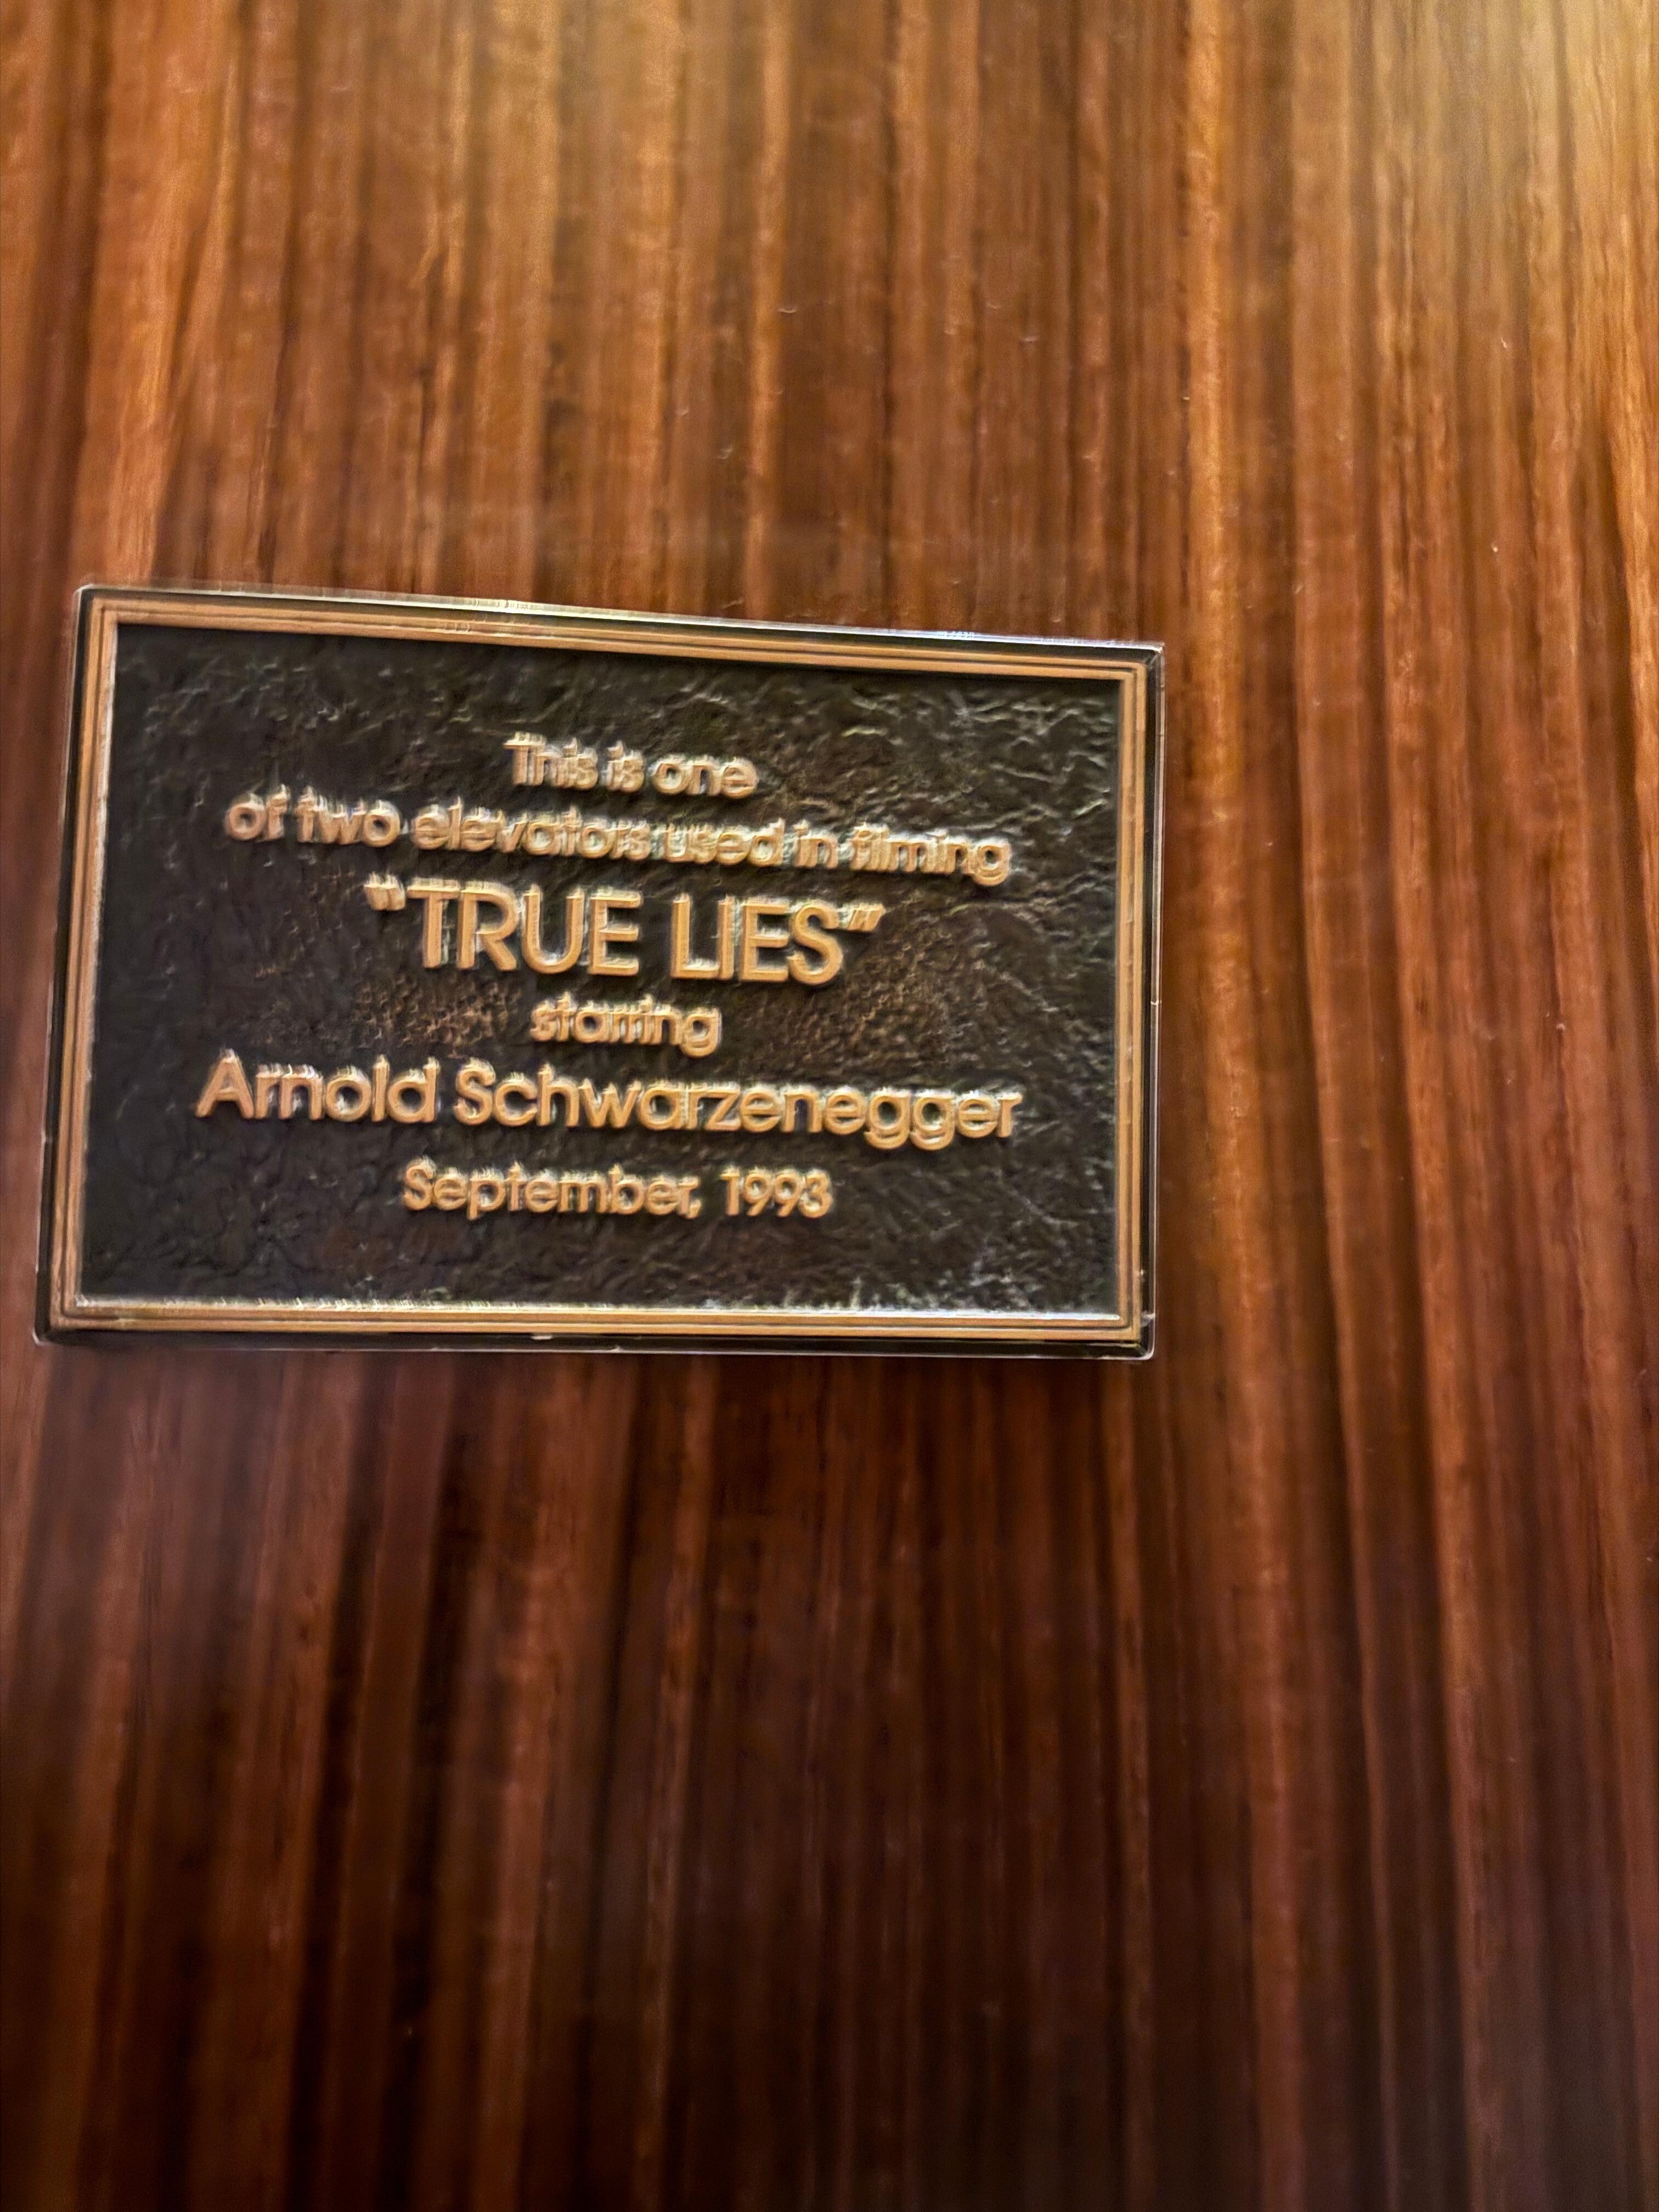 This is one
of two elevators used in filming
"TRUE LIES"
starring
Arnold Schwarzenegger
September, 1993